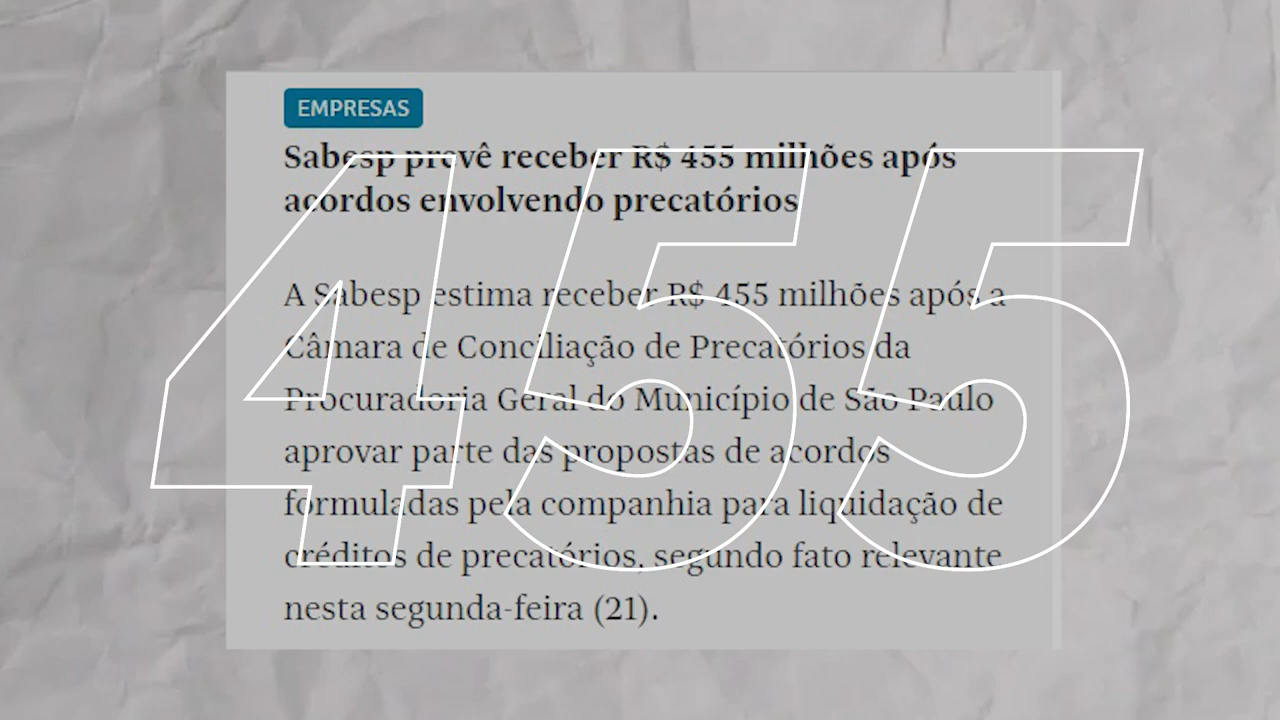 EMPRESAS
Sabesp prevê receber R$ 455 milhões após
acordos envolvendo precatórios
A Sabesp estima receber R$ 455 milhões após a
Câmara de Conciliação de Precatórios da
Procuradoria Geral do Município de São Paulo
aprovar parte das propostas de acordos
formuladas pela companhia para liquidação de
créditos de precatórios, segundo fato relevante
nesta segunda-feira (21).
455